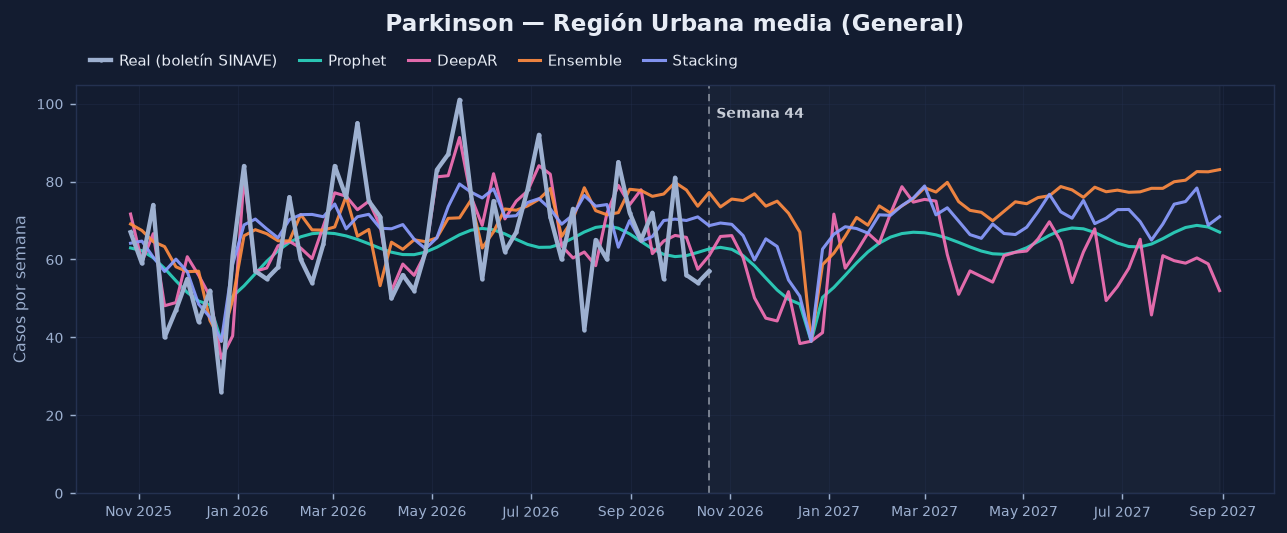 Parkinson — Región Urbana media (General)
Real (boletín SINAVE) Prophet DeepAR Ensemble Stacking
Semana 44
Casos por semana
100
80
60
40
20
0
Nov 2025 Jan 2026 Mar 2026 May 2026 Jul 2026 Sep 2026 Nov 2026 Jan 2027 Mar 2027 May 2027 Jul 2027 Sep 2027